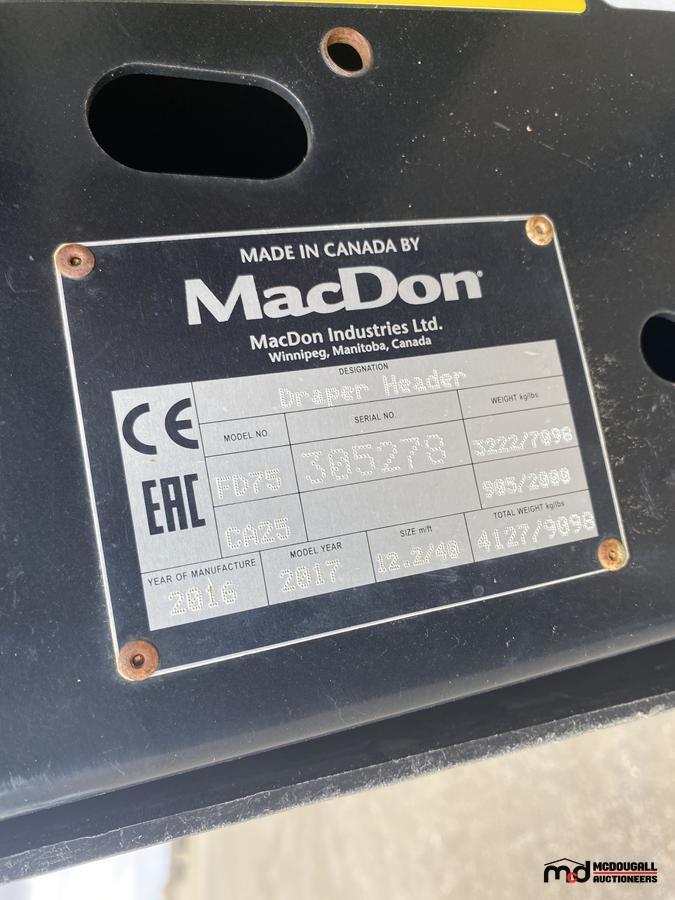 MADE IN CANADA BY
MacDon®
MacDon Industries Ltd.
Winnipeg, Manitoba, Canada
CE
EAC
DESIGNATION
Draper Header
MODEL NO.
SERIAL NO.
WEIGHT kg/lbs
FD75
305278
3222/7098
CA25
905/2000
YEAR OF MANUFACTURE
MODEL YEAR
SIZE m/ft
TOTAL WEIGHT kg/lbs
2016
2017
12.2/40
4127/9098
md MCDOUGALL
AUCTIONEERS